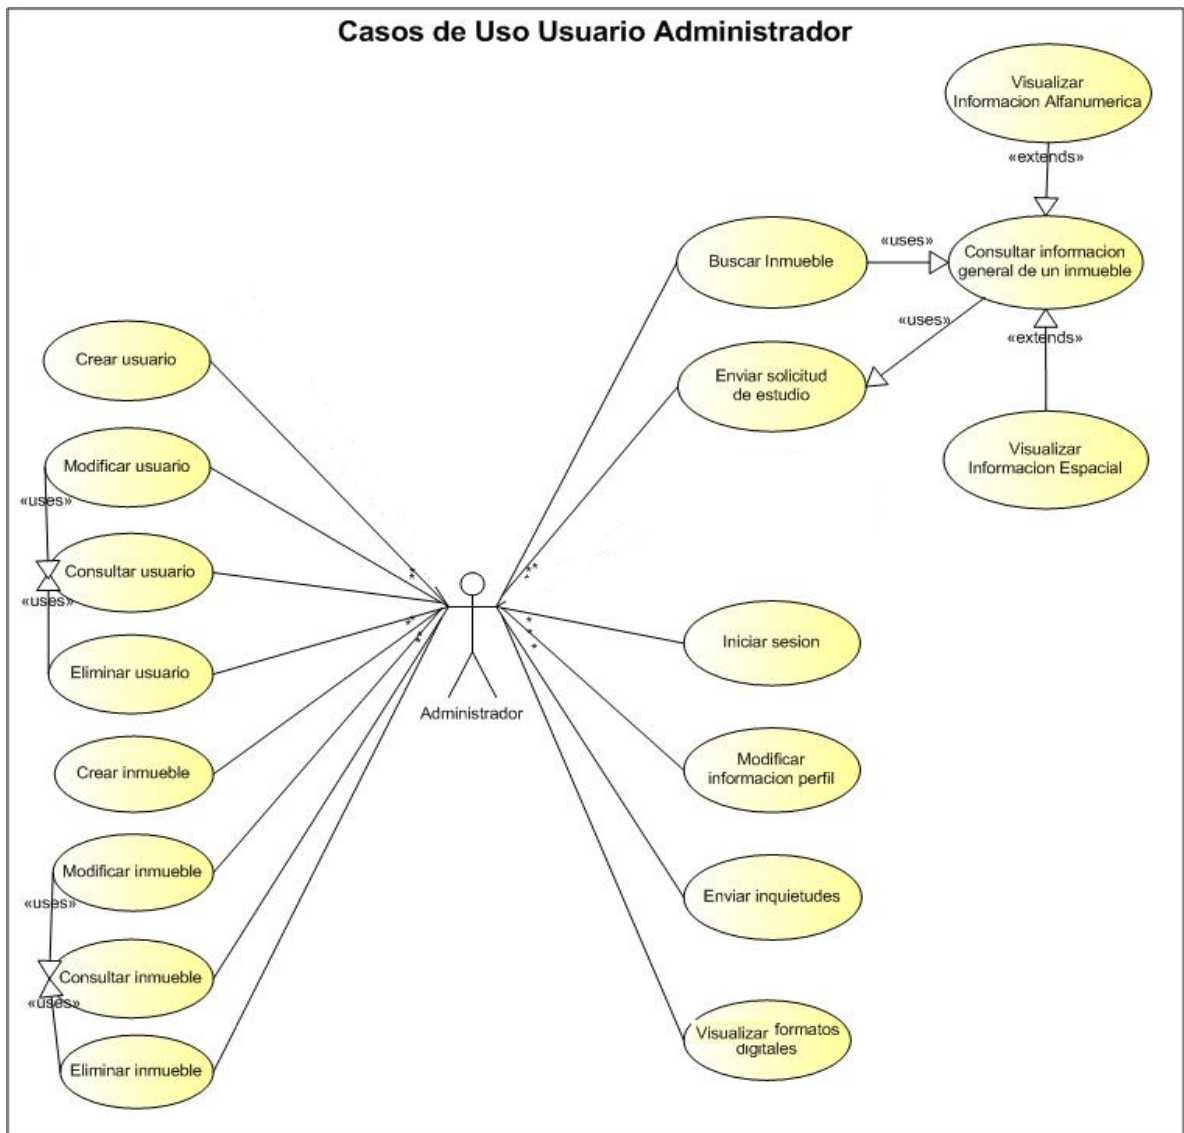 Casos de Uso Usuario Administrador
Visualizar
Informacion Alfanumerica
«extends»
Buscar Inmueble
«uses»
Consultar informacion
general de un inmueble
«uses»
«extends»
Crear usuario
Enviar solicitud
de estudio
Visualizar
Informacion Espacial
Modificar usuario
«uses»
Consultar usuario
«uses»
Eliminar usuario
Administrador
Iniciar sesion
Crear inmueble
Modificar
informacion perfil
Modificar inmueble
«uses»
Enviar inquietudes
Consultar inmueble
«uses»
Eliminar inmueble
Visualizar formatos
digitales